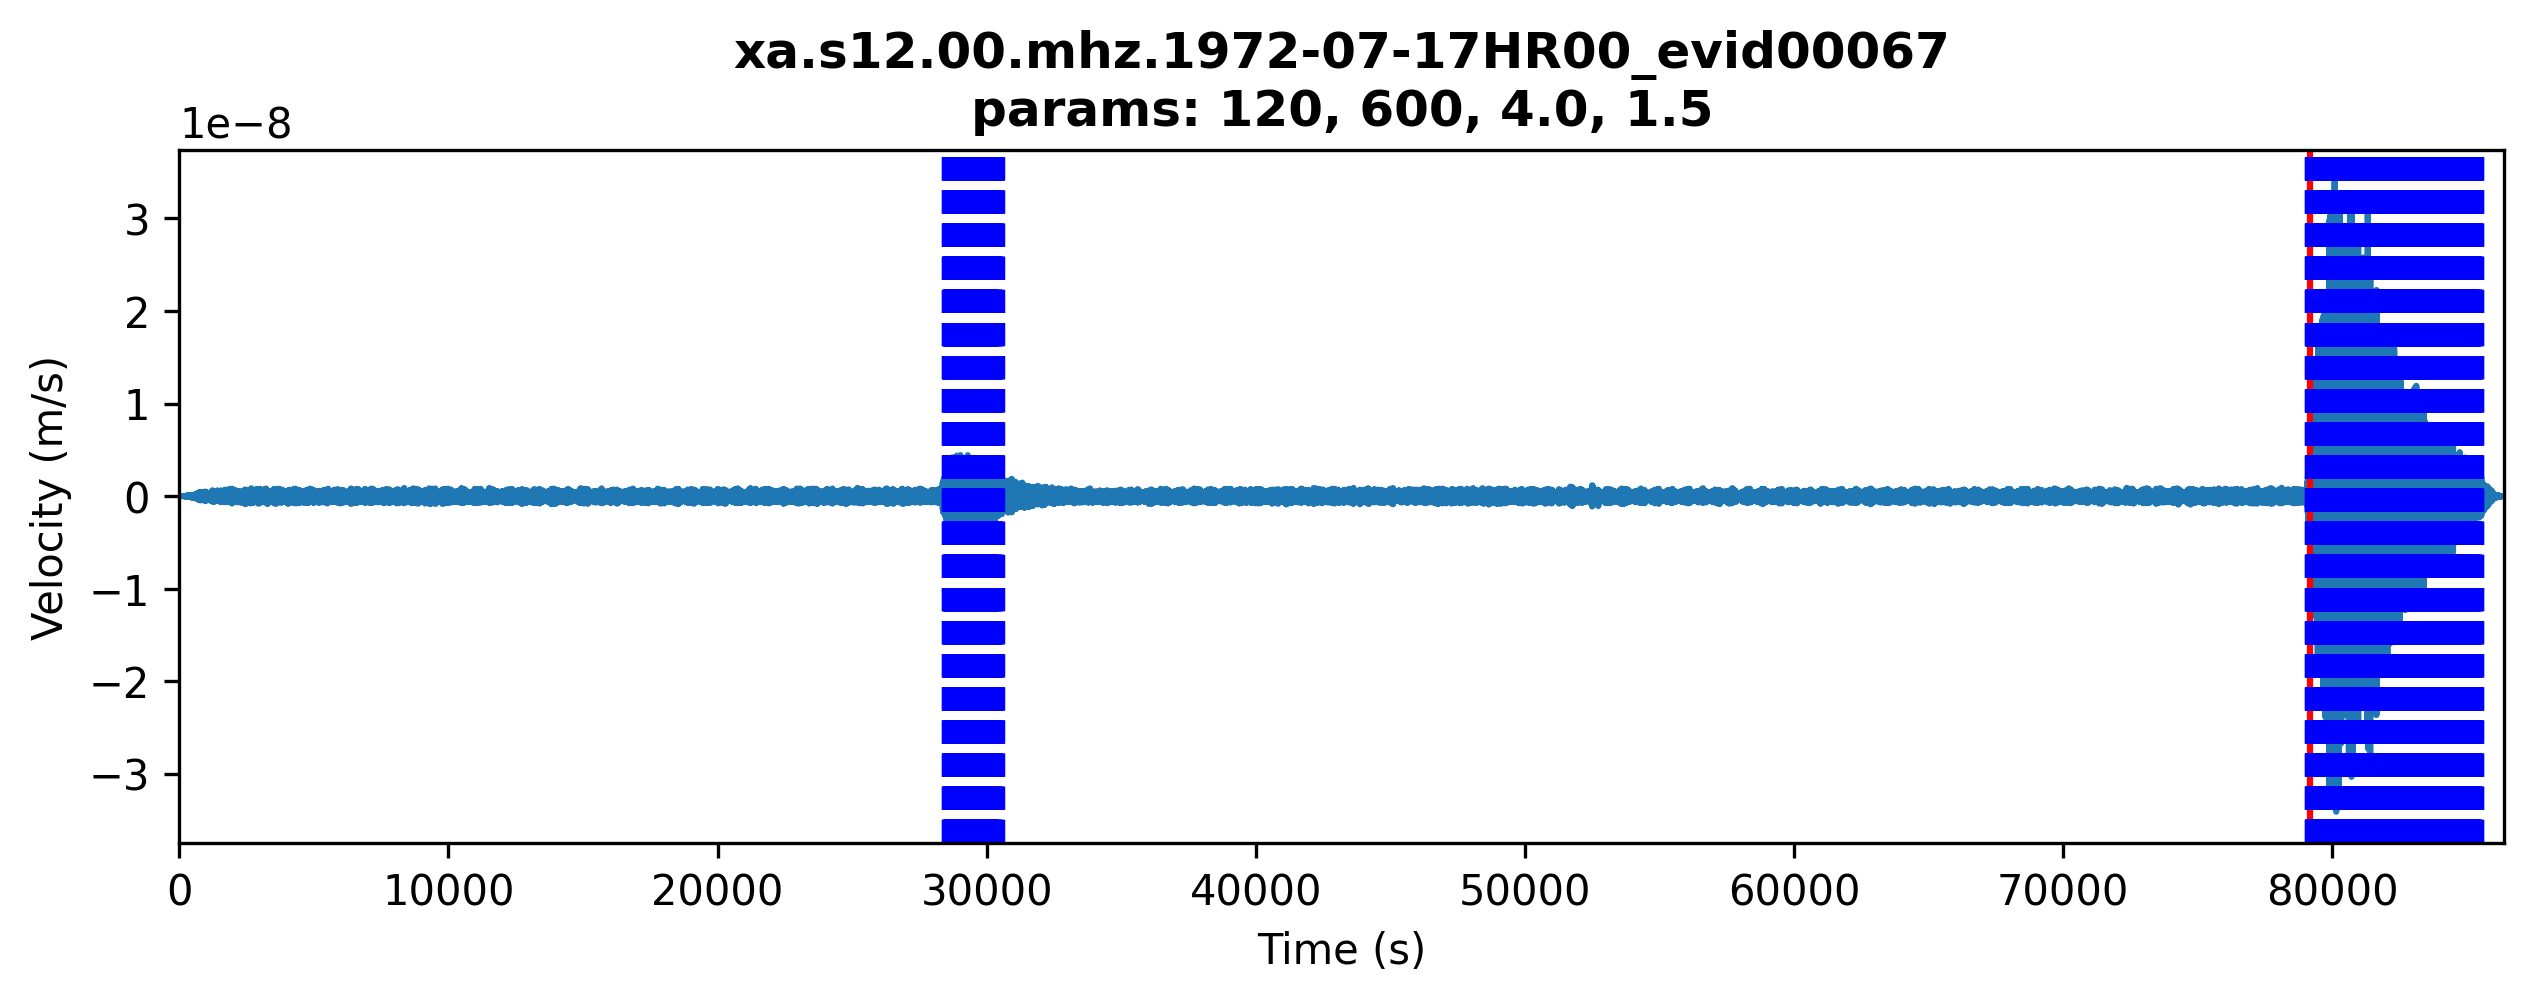 xa.s12.00.mhz.1972-07-17HR00_evid00067
params: 120, 600, 4.0, 1.5
1e−8
3
2
1
0
−1
−2
−3
Velocity (m/s)
0 10000 20000 30000 40000 50000 60000 70000 80000
Time (s)